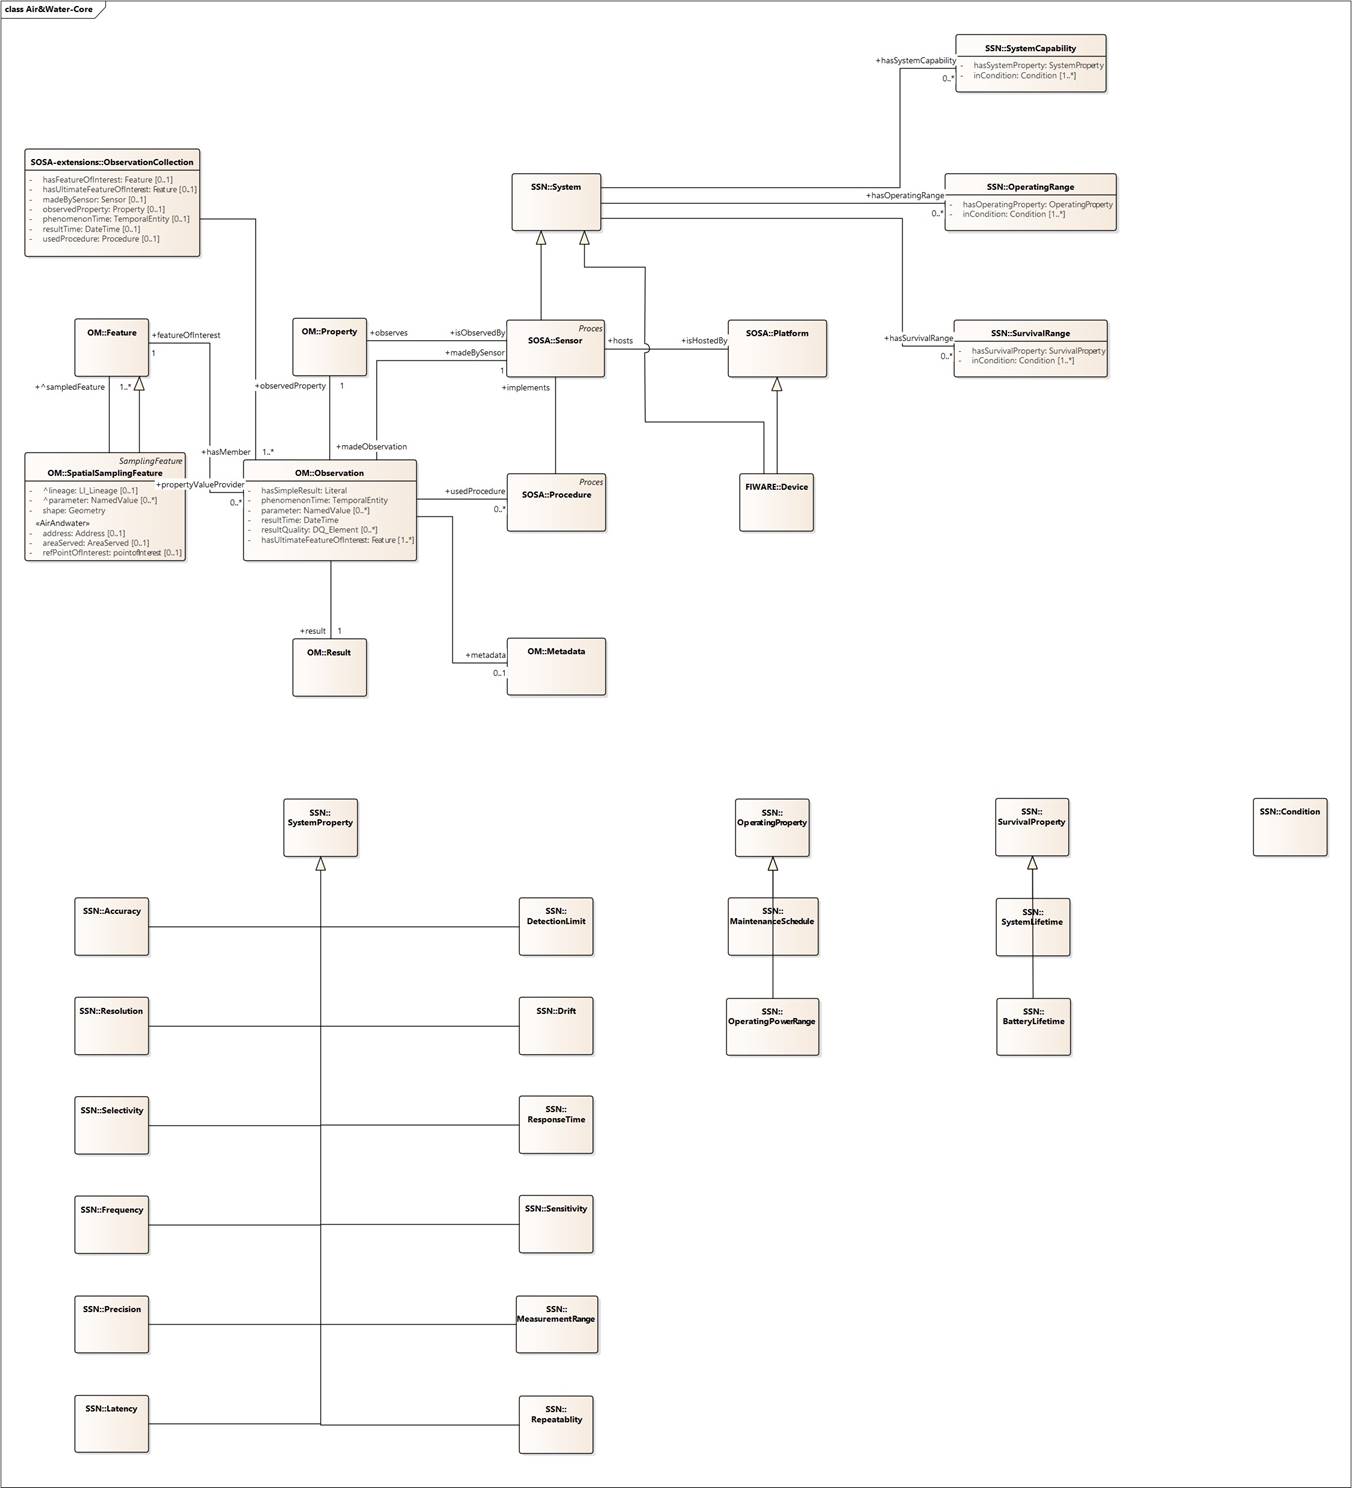 class Air&Water-Core
SSN::SystemCapability
- hasSystemProperty: SystemProperty
- inCondition: Condition [1..*]
+hasSystemCapability
0..*
SOSA-extensions::ObservationCollection
- hasFeatureOfInterest: Feature [0..1]
- hasUltimateFeatureOfInterest: Feature [0..1]
- madeBySensor: Sensor [0..1]
- observedProperty: Property [0..1]
- phenomenonTime: TemporalEntity [0..1]
- resultTime: DateTime [0..1]
- usedProcedure: Procedure [0..1]
SSN::System
+hasOperatingRange
0..*
SSN::OperatingRange
- hasOperatingProperty: OperatingProperty
- inCondition: Condition [1..*]
OM::Feature
+featureOfInterest
1
OM::Property
+observes
+isObservedBy
+madeBySensor
1
Proces
SOSA::Sensor
+hosts
+isHostedBy
SOSA::Platform
+hasSurvivalRange
0..*
SSN::SurvivalRange
- hasSurvivalProperty: SurvivalProperty
- inCondition: Condition [1..*]
+^sampledFeature
1..*
+observedProperty
1
+implements
+hasMember
1..*
+madeObservation
SamplingFeature
OM::SpatialSamplingFeature
- ^lineage: LI_Lineage [0..1]
- ^parameter: NamedValue [0..*]
- shape: Geometry
«AirAndwater»
- address: Address [0..1]
- areaServed: AreaServed [0..1]
- refPointOfInterest: pointofInterest [0..1]
+propertyValueProvider
0..*
OM::Observation
- hasSimpleResult: Literal
- phenomenonTime: TemporalEntity
- parameter: NamedValue [0..*]
- resultTime: DateTime
- resultQuality: DQ_Element [0..*]
- hasUltimateFeatureOfInterest: Feature [1..*]
+usedProcedure
0..*
Proces
SOSA::Procedure
FIWARE::Device
+result
1
OM::Result
+metadata
0..1
OM::Metadata
SSN::
SystemProperty
SSN::
OperatingProperty
SSN::
SurvivalProperty
SSN::Condition
SSN::Accuracy
SSN::
DetectionLimit
SSN::
MaintenanceSchedule
SSN::
SystemLifetime
SSN::Resolution
SSN::Drift
SSN::
OperatingPowerRange
SSN::
BatteryLifetime
SSN::Selectivity
SSN::
ResponseTime
SSN::Frequency
SSN::Sensitivity
SSN::Precision
SSN::
MeasurementRange
SSN::Latency
SSN::
Repeatablity